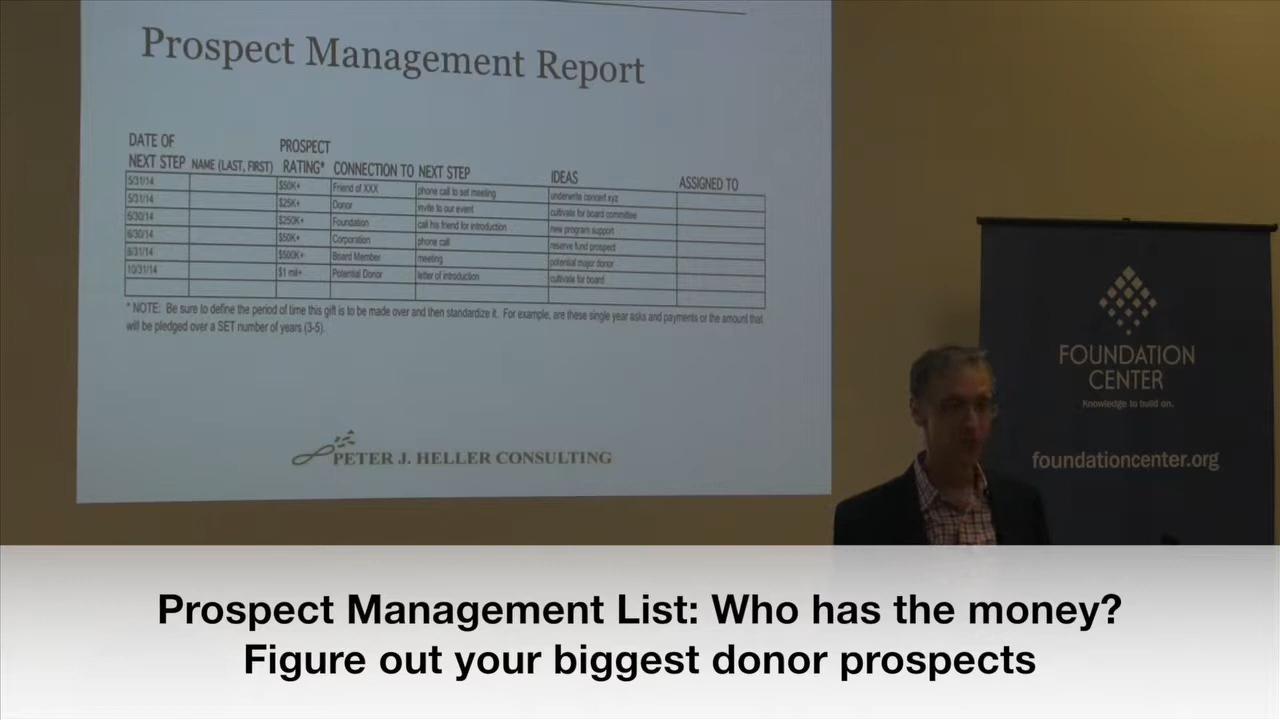 Prospect Management Report
DATE OF NEXT STEP NAME (LAST, FIRST) PROSPECT RATING* CONNECTION TO NEXT STEP IDEAS ASSIGNED TO
5/31/14 $50K+ Friend of XXX phone call to set meeting underwrite concert xyz
5/31/14 $25K+ Donor invite to our event cultivate for board committee
6/30/14 $250K+ Foundation call his friend for introduction new program support
6/30/14 $50K+ Corporation phone call reserve fund prospect
8/31/14 $500K+ Board Member meeting potential major donor
10/31/14 $1 mil+ Potential Donor letter of introduction cultivate for board
* NOTE: Be sure to define the period of time this gift is to be made over and then standardize it. For example, are these single year asks and payments or the amount that
will be pledged over a SET number of years (3-5).
PETER J. HELLER CONSULTING
FOUNDATION
CENTER
Knowledge to build on.
foundationcenter.org
Prospect Management List: Who has the money?
Figure out your biggest donor prospects